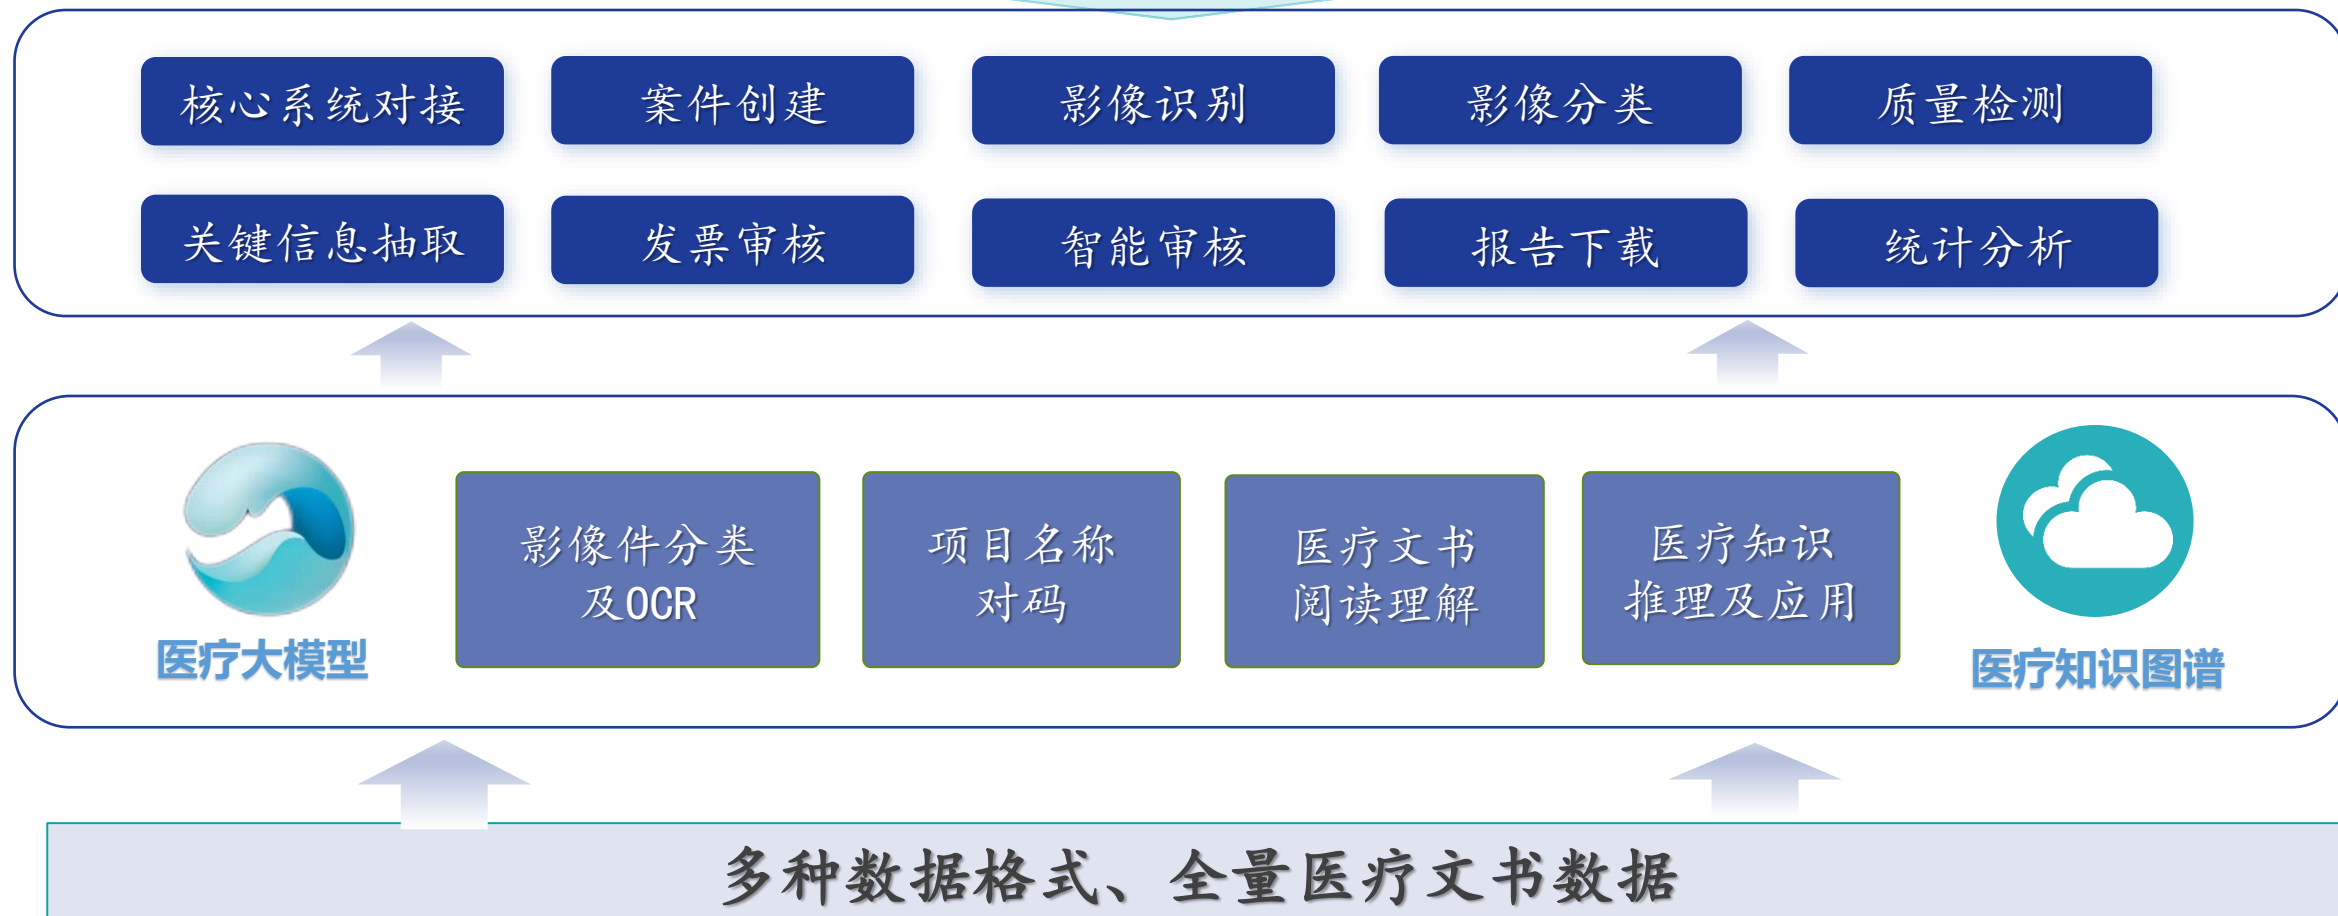 核心系统对接
案件创建
影像识别
影像分类
质量检测
关键信息抽取
发票审核
智能审核
报告下载
统计分析
医疗大模型
影像件分类
及OCR
项目名称
对码
医疗文书
阅读理解
医疗知识
推理及应用
医疗知识图谱
多种数据格式、全量医疗文书数据